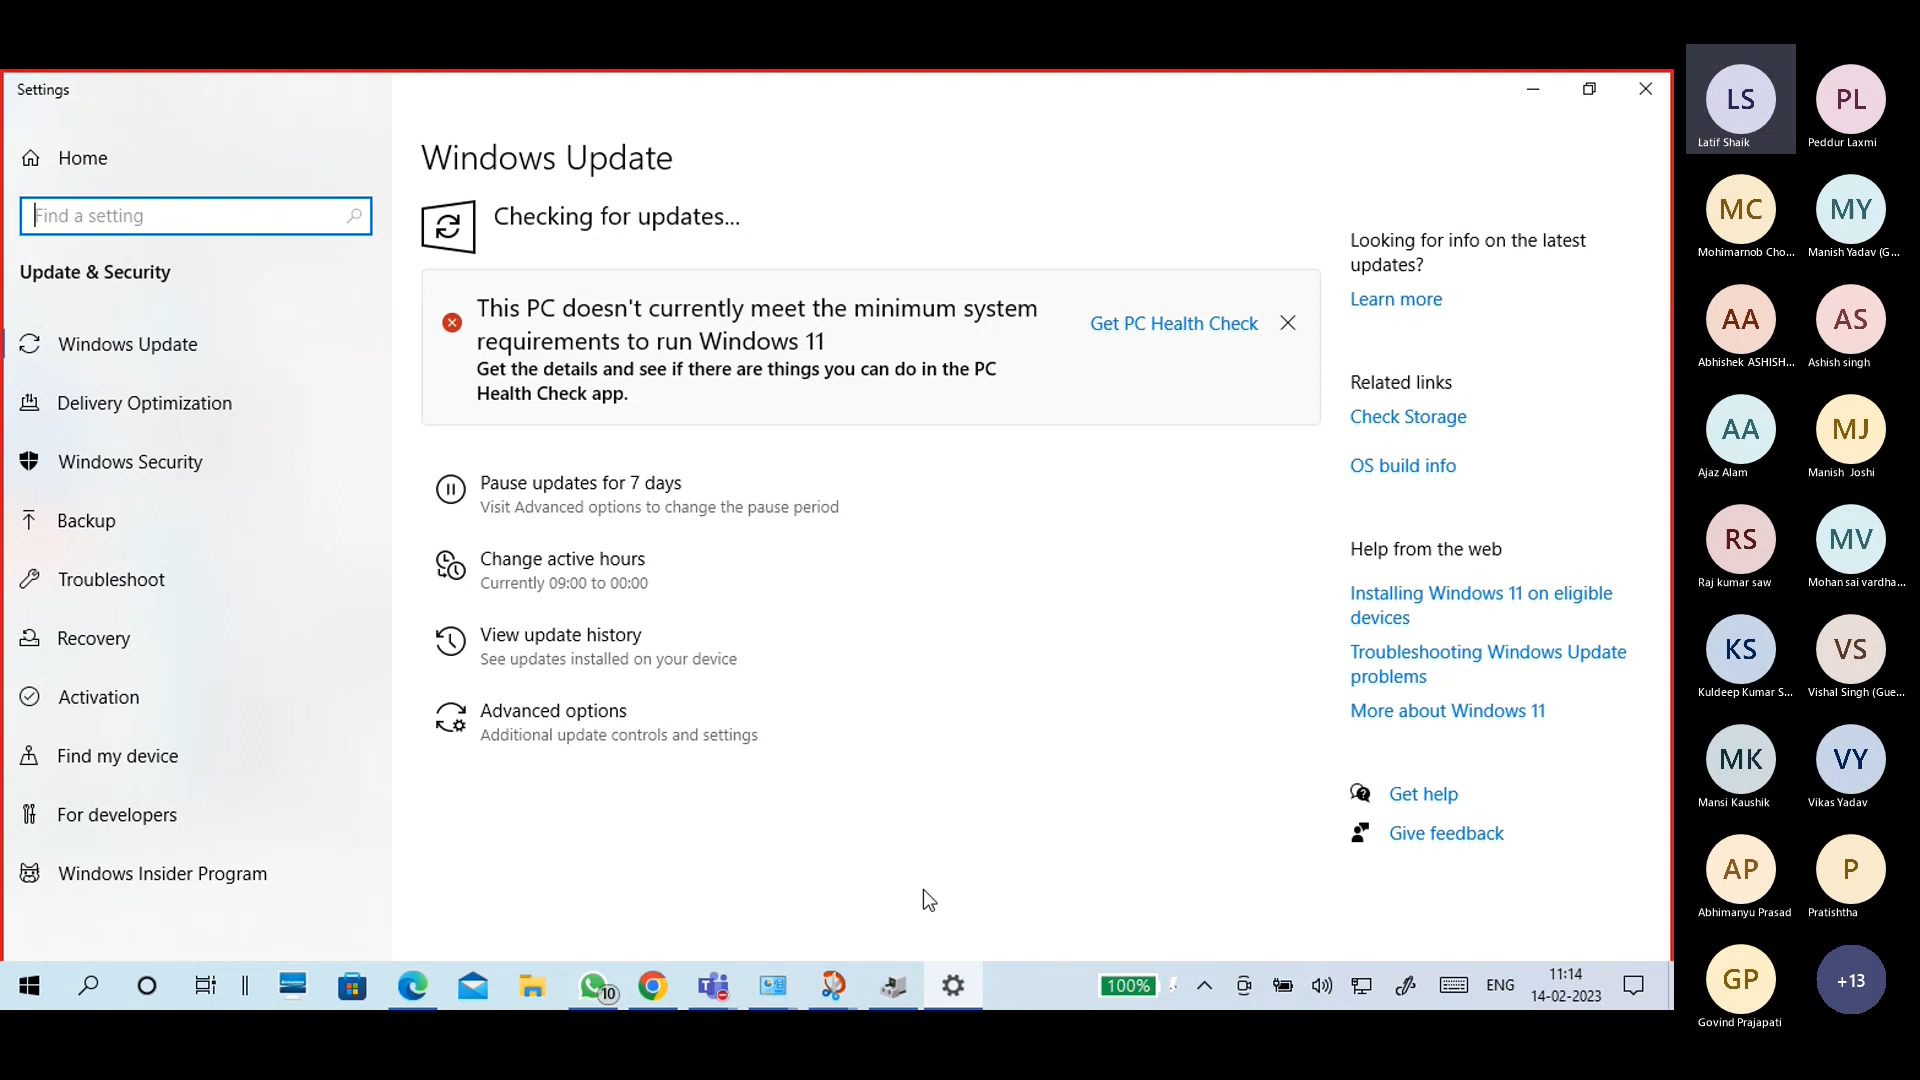 Settings
Home
Find a setting
Update & Security
Windows Update
Delivery Optimization
Windows Security
Backup
Troubleshoot
Recovery
Activation
Find my device
For developers
Windows Insider Program
Windows Update
Checking for updates...
This PC doesn't currently meet the minimum system
requirements to run Windows 11
Get the details and see if there are things you can do in the PC
Health Check app.
Get PC Health Check
Pause updates for 7 days
Visit Advanced options to change the pause period
Change active hours
Currently 09:00 to 00:00
View update history
See updates installed on your device
Advanced options
Additional update controls and settings
Looking for info on the latest
updates?
Learn more
Related links
Check Storage
OS build info
Help from the web
Installing Windows 11 on eligible
devices
Troubleshooting Windows Update
problems
More about Windows 11
Get help
Give feedback
10
100%
ENG
11:14
14-02-2023
LS
Latif Shaik
PL
Peddur Laxmi
MC
Mohimarnob Cho...
MY
Manish Yadav (G...
AA
Abhishek ASHISH...
AS
Ashish singh
AA
Ajaz Alam
MJ
Manish Joshi
RS
Raj kumar saw
MV
Mohan sai vardha...
KS
Kuldeep Kumar S...
VS
Vishal Singh (Gue...
MK
Mansi Kaushik
VY
Vikas Yadav
AP
Abhimanyu Prasad
P
Pratishtha
GP
Govind Prajapati
+13